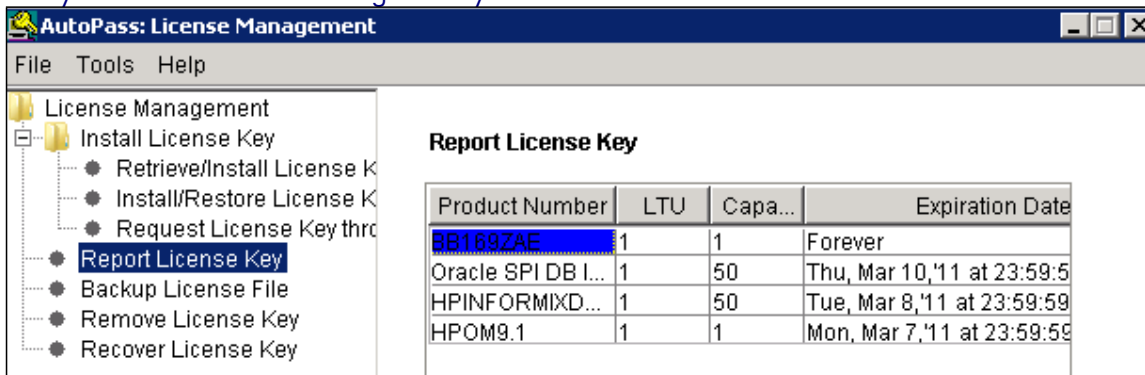 AutoPass: License Management
File Tools Help
License Management
Install License Key
Retrieve/Install License K
Install/Restore License K
Request License Key thro
Report License Key
Backup License File
Remove License Key
Recover License Key
Report License Key
Product Number LTU Capa... Expiration Date
BB169ZAE 1 1 Forever
Oracle SPI DB I... 1 50 Thu, Mar 10,'11 at 23:59:5
HPINFORMIXD... 1 50 Tue, Mar 8,'11 at 23:59:59
HPOM9.1 1 1 Mon, Mar 7,'11 at 23:59:59